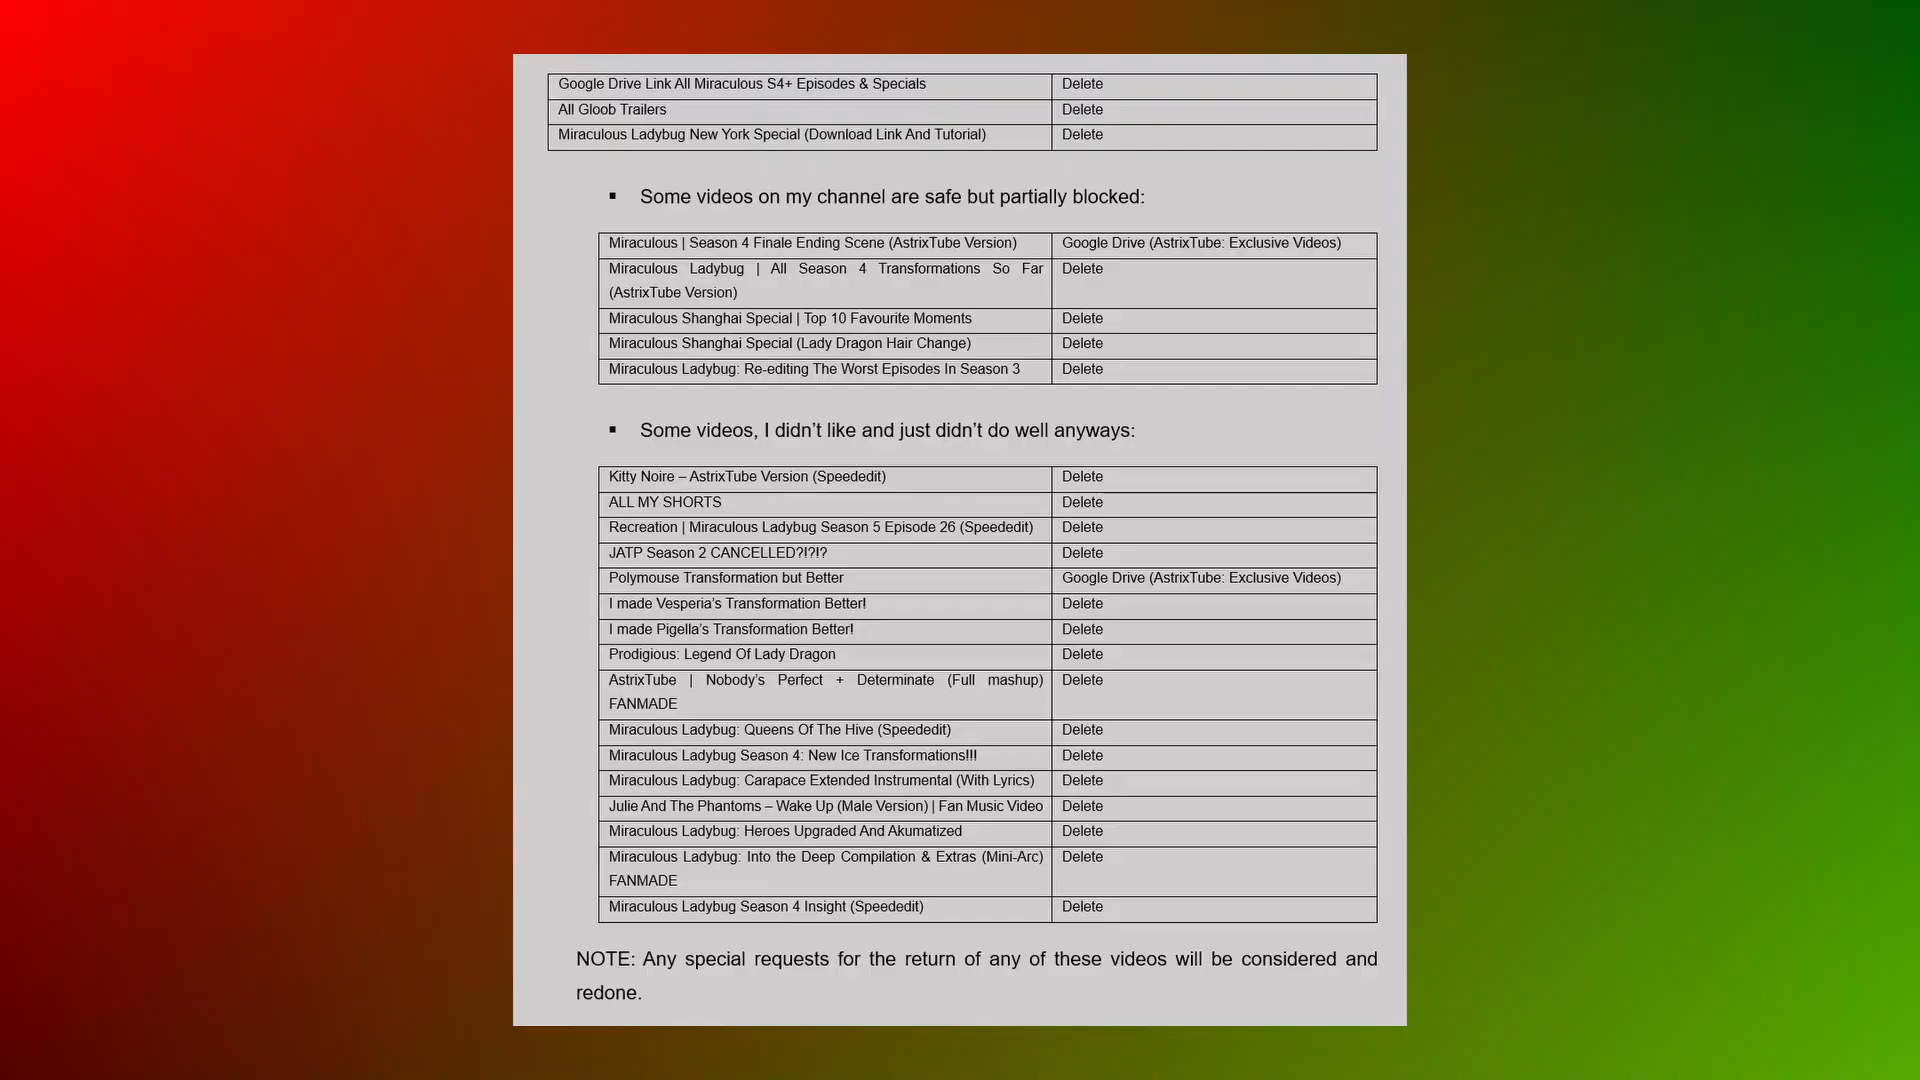 Google Drive Link All Miraculous S4+ Episodes & Specials Delete
All Gloob Trailers Delete
Miraculous Ladybug New York Special (Download Link And Tutorial) Delete
▪ Some videos on my channel are safe but partially blocked:
Miraculous | Season 4 Finale Ending Scene (AstrixTube Version) Google Drive (AstrixTube: Exclusive Videos)
Miraculous Ladybug | All Season 4 Transformations So Far Delete
(AstrixTube Version)
Miraculous Shanghai Special | Top 10 Favourite Moments Delete
Miraculous Shanghai Special (Lady Dragon Hair Change) Delete
Miraculous Ladybug: Re-editing The Worst Episodes In Season 3 Delete
▪ Some videos, I didn’t like and just didn’t do well anyways:
Kitty Noire – AstrixTube Version (Speededit) Delete
ALL MY SHORTS Delete
Recreation | Miraculous Ladybug Season 5 Episode 26 (Speededit) Delete
JATP Season 2 CANCELLED?!?!? Delete
Polymouse Transformation but Better Google Drive (AstrixTube: Exclusive Videos)
I made Vesperia’s Transformation Better! Delete
I made Pigella’s Transformation Better! Delete
Prodigious: Legend Of Lady Dragon Delete
AstrixTube | Nobody’s Perfect + Determinate (Full mashup) Delete
FANMADE
Miraculous Ladybug: Queens Of The Hive (Speededit) Delete
Miraculous Ladybug Season 4: New Ice Transformations!!! Delete
Miraculous Ladybug: Carapace Extended Instrumental (With Lyrics) Delete
Julie And The Phantoms – Wake Up (Male Version) | Fan Music Video Delete
Miraculous Ladybug: Heroes Upgraded And Akumatized Delete
Miraculous Ladybug: Into the Deep Compilation & Extras (Mini-Arc) Delete
FANMADE
Miraculous Ladybug Season 4 Insight (Speededit) Delete
NOTE: Any special requests for the return of any of these videos will be considered and
redone.